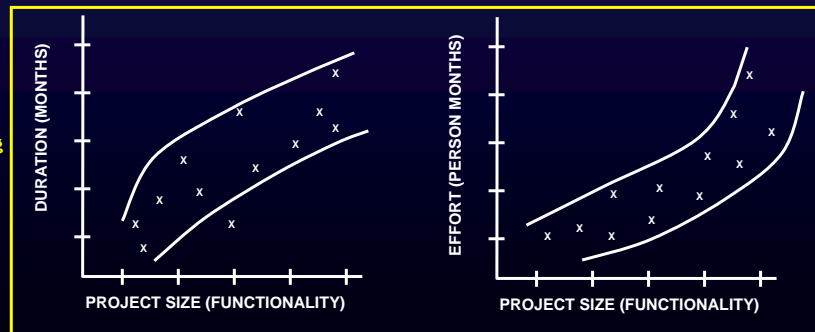 DURATION (MONTHS)
PROJECT SIZE (FUNCTIONALITY)
EFFORT (PERSON MONTHS)
PROJECT SIZE (FUNCTIONALITY)